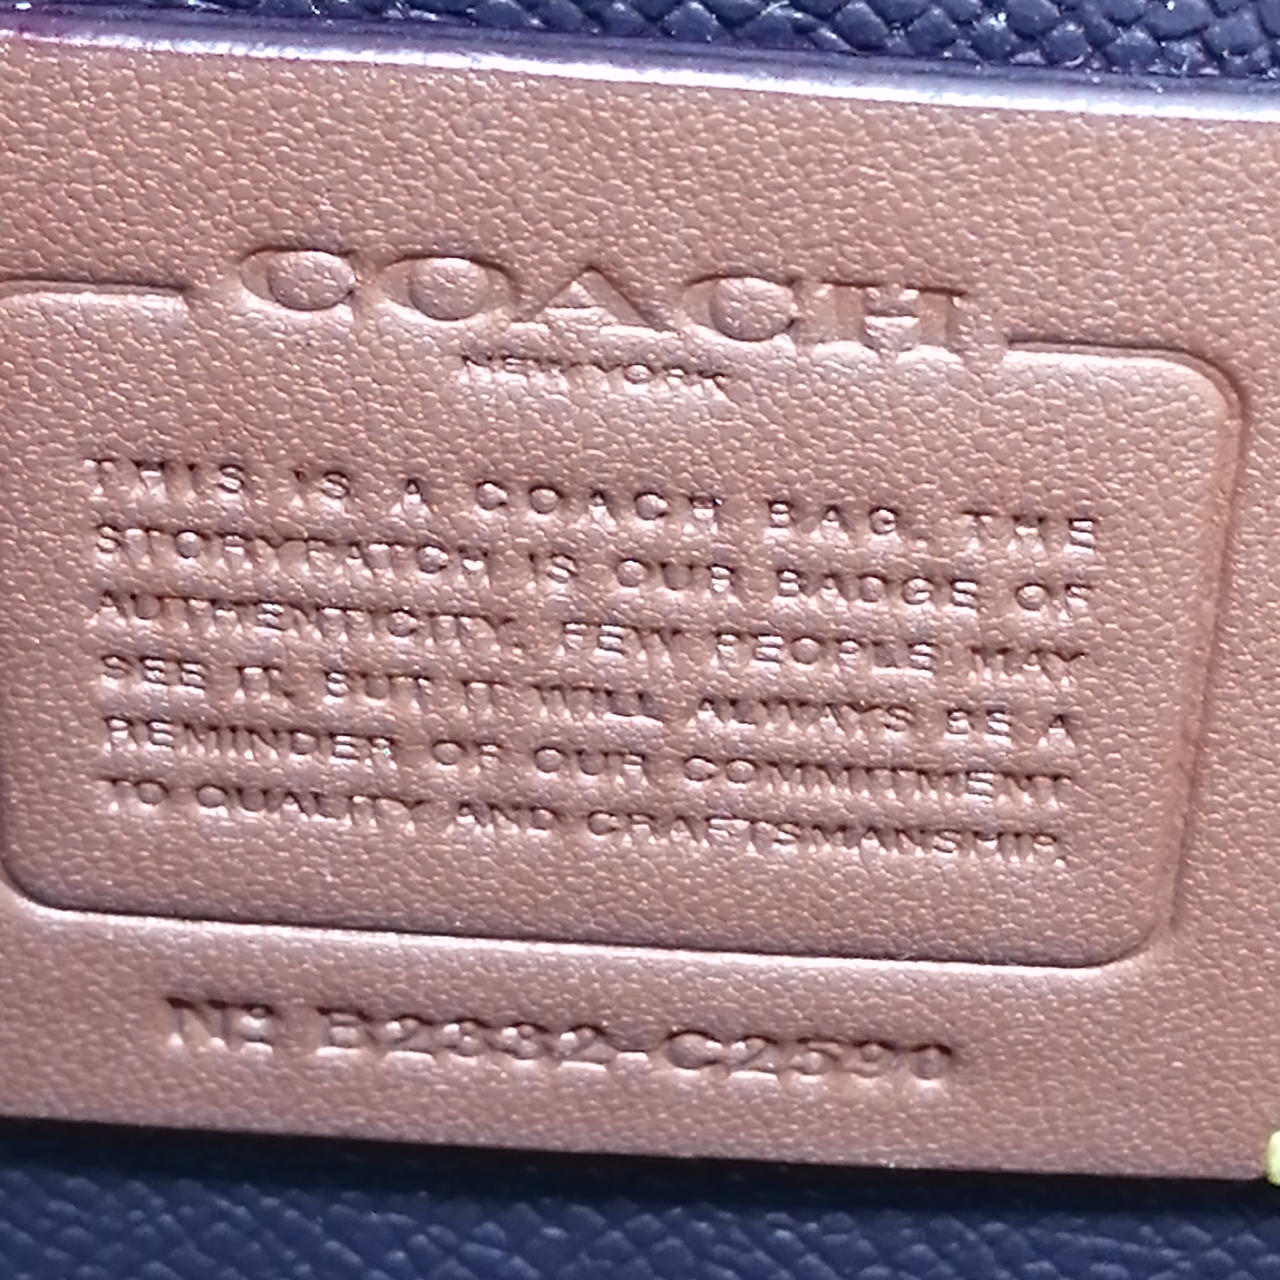 COACH
NEW YORK
THIS IS A COACH BAG. THE
STORYPATCH IS OUR BADGE OF
AUTHENTICITY. FEW PEOPLE MAY
SEE IT, BUT IT WILL ALWAYS BE A
REMINDER OF OUR COMMITMENT
TO QUALITY AND CRAFTSMANSHIP.
Nº B2332-C2590